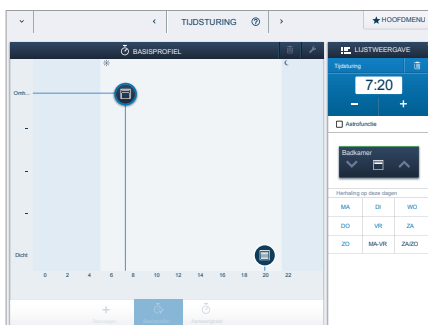 TIJDSTURING
HOOFDMENU
BASISPROFIEL
LIJSTWEERGAVE
Tijdsturing
7:20
Astrofunctie
Badkamer
Herhaling op deze dagen
MA DI WO
DO VR ZA
ZO MA-VR ZA/ZO
Omh...
Dicht
0 2 4 6 8 10 12 14 16 18 20 22